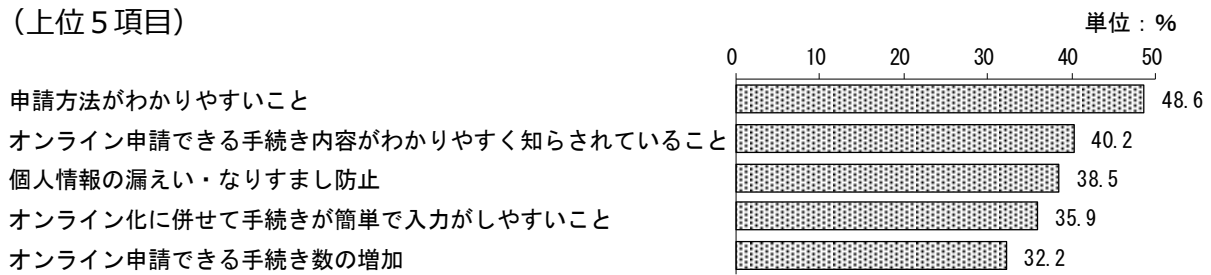 （上位５項目）
単位：%
0 10 20 30 40 50
申請方法がわかりやすいこと 48.6
オンライン申請できる手続き内容がわかりやすく知らされていること 40.2
個人情報の漏えい・なりすまし防止 38.5
オンライン化に併せて手続きが簡単で入力がしやすいこと 35.9
オンライン申請できる手続き数の増加 32.2